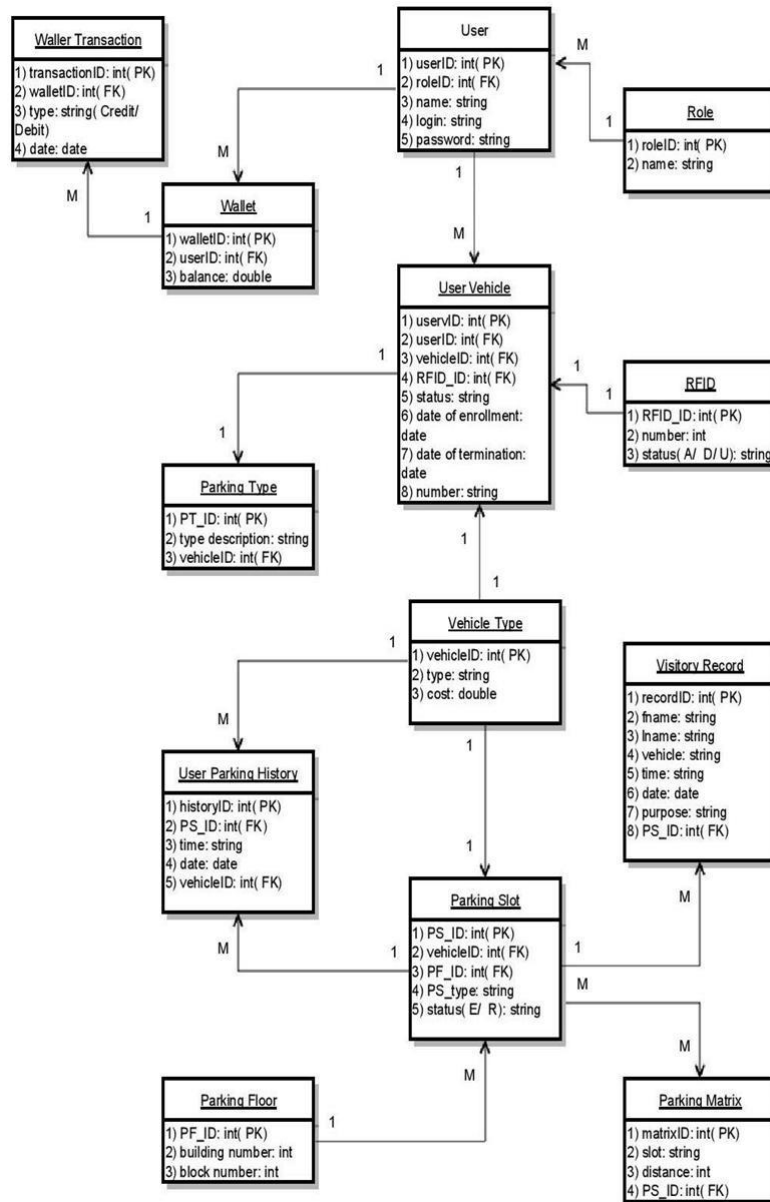 Waller Transaction
1) transactionID: int( PK)
2) walletID: int( FK)
3) type: string( Credit/
Debit)
4) date: date
User
1) userID: int( PK)
2) roleID: int( FK)
3) name: string
4) login: string
5) password: string
Role
1) roleID: int( PK)
2) name: string
M
1
1
M
M
1
1
M
Wallet
1) walletID: int( PK)
2) userID: int( FK)
3) balance: double
User Vehicle
1) uservID: int( PK)
2) userID: int( FK)
3) vehicleID: int( FK)
4) RFID_ID: int( FK)
5) status: string
6) date of enrollment:
date
7) date of termination:
date
8) number: string
RFID
1) RFID_ID: int( PK)
2) number: int
3) status( A/ D/ U): string
1
1
1
1
Parking Type
1) PT_ID: int( PK)
2) type description: string
3) vehicleID: int( FK)
1
1
Vehicle Type
1) vehicleID: int( PK)
2) type: string
3) cost: double
1
M
1
1
User Parking History
1) historyID: int( PK)
2) PS_ID: int( FK)
3) time: string
4) date: date
5) vehicleID: int( FK)
Visitory Record
1) recordID: int( PK)
2) fname: string
3) lname: string
4) vehicle: string
5) time: string
6) date: date
7) purpose: string
8) PS_ID: int( FK)
Parking Slot
1) PS_ID: int( PK)
2) vehicleID: int( FK)
3) PF_ID: int( FK)
4) PS_type: string
5) status( E/ R): string
M
1
1
M
M
M
Parking Floor
1) PF_ID: int( PK)
2) building number: int
3) block number: int
1
M
Parking Matrix
1) matrixID: int( PK)
2) slot: string
3) distance: int
4) PS_ID: int( FK)